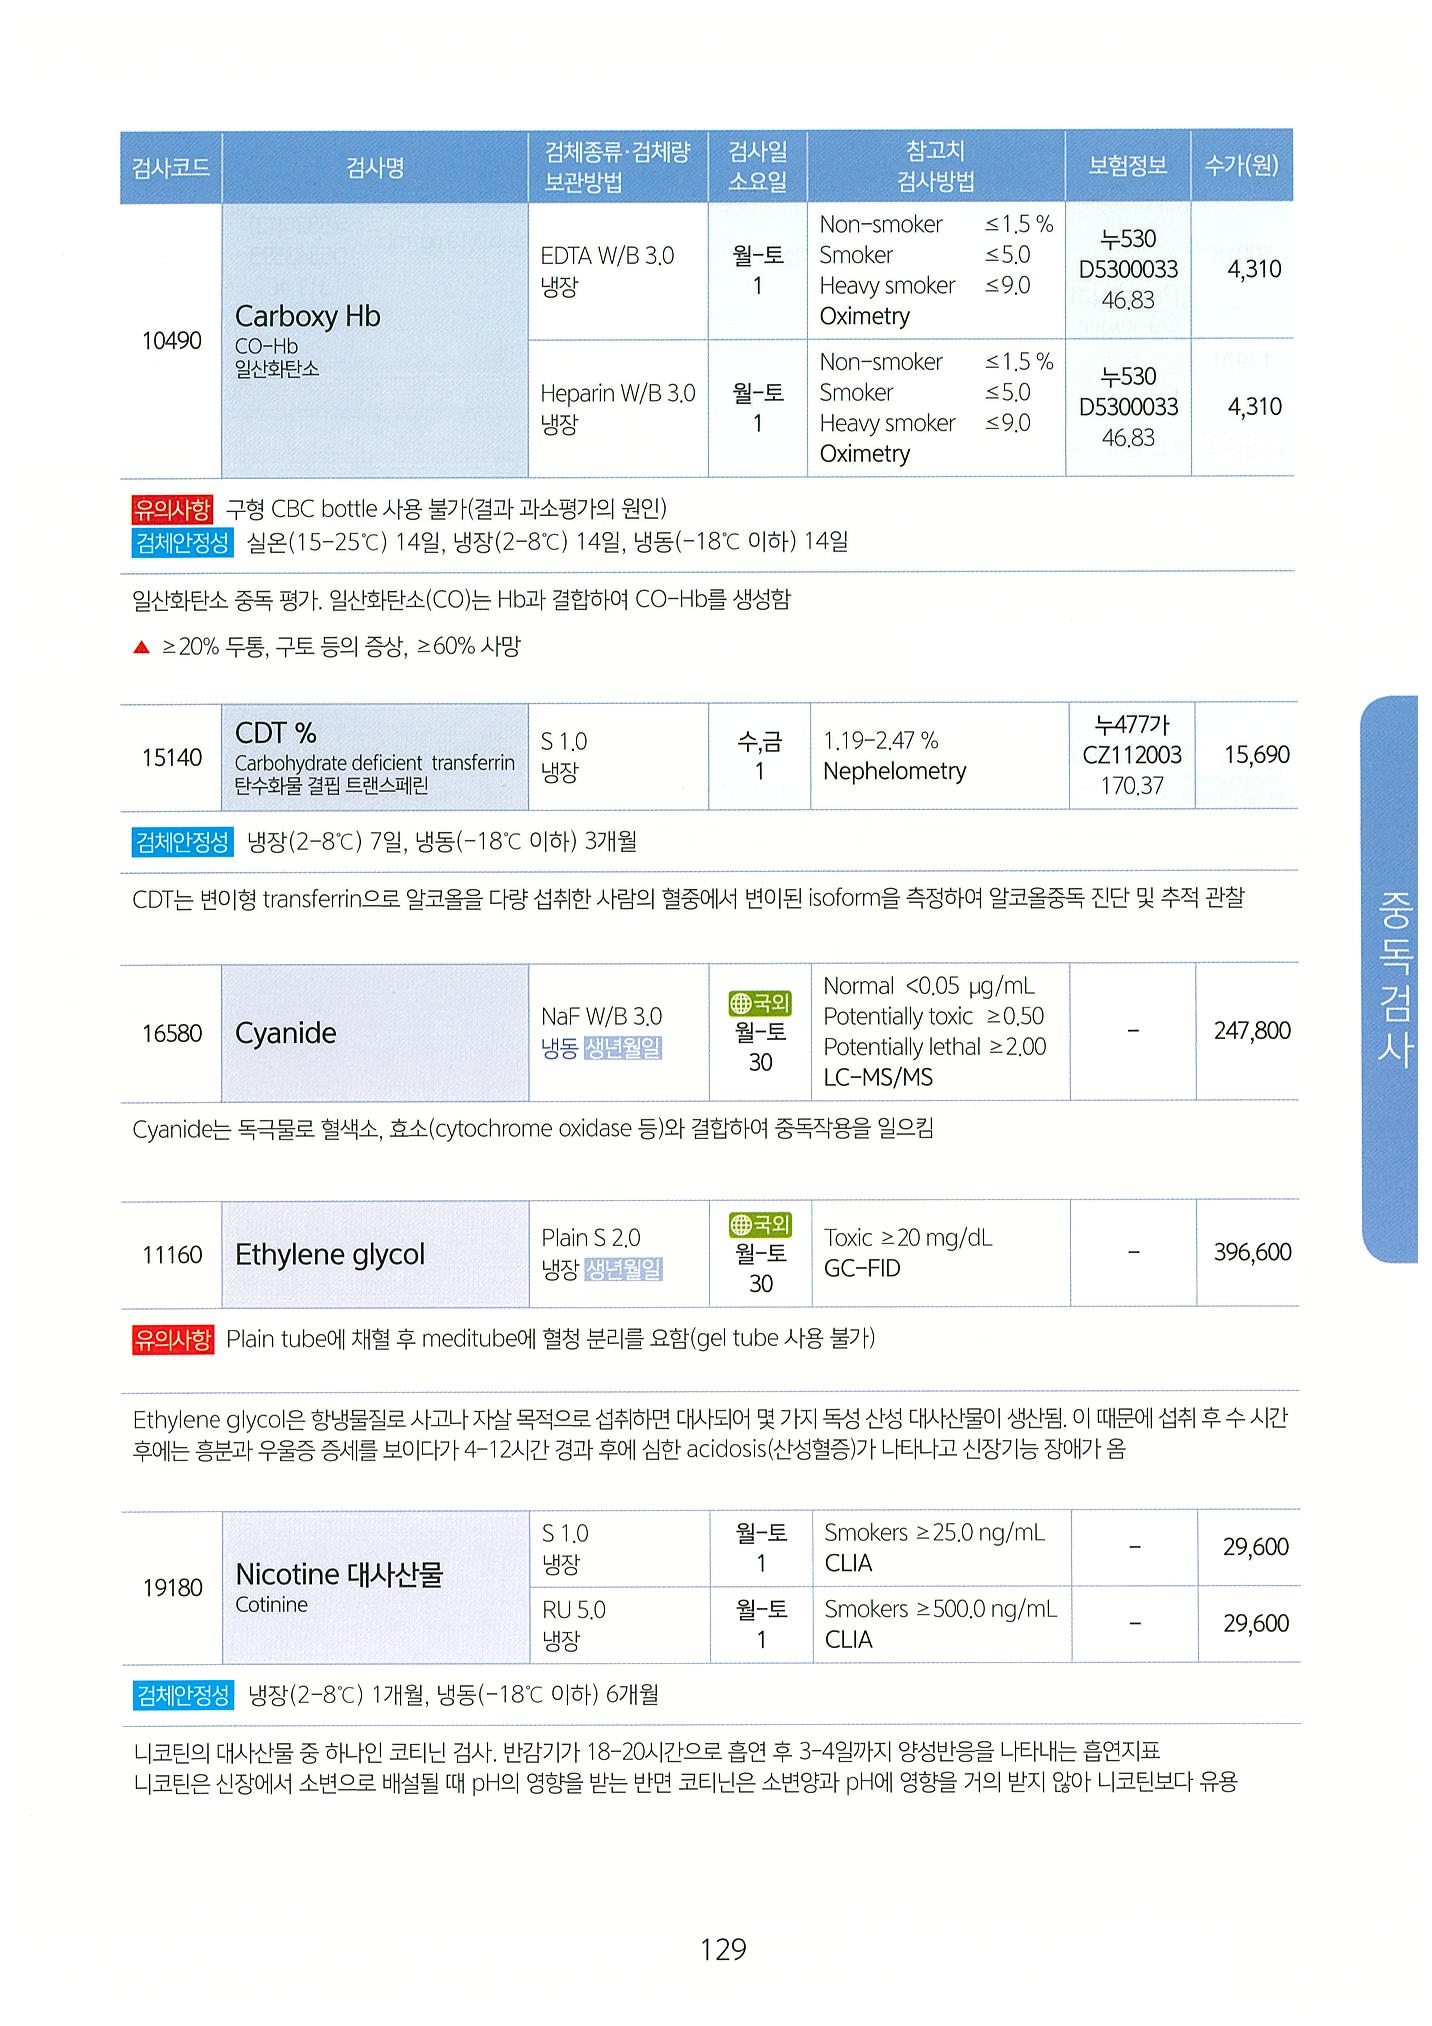 검사코드
검사명
검체종류·검체량
보관방법
검사일
소요일
참고치
검사방법
보험정보
수가(원)
10490
Carboxy Hb
CO-Hb
일산화탄소
EDTA W/B 3.0
냉장
월-토
1
Non-smoker ≤1.5 %
Smoker ≤5.0
Heavy smoker ≤9.0
Oximetry
누530
D5300033
46.83
4,310
Heparin W/B 3.0
냉장
월-토
1
Non-smoker ≤1.5 %
Smoker ≤5.0
Heavy smoker ≤9.0
Oximetry
누530
D5300033
46.83
4,310
유의사항 구형 CBC bottle 사용 불가(결과 과소평가의 원인)
검체안정성 실온(15-25℃) 14일, 냉장(2-8℃) 14일, 냉동(-18℃ 이하) 14일
일산화탄소 중독 평가. 일산화탄소(CO)는 Hb과 결합하여 CO-Hb를 생성함
▲ ≥20% 두통, 구토 등의 증상, ≥60% 사망
15140
CDT %
Carbohydrate deficient transferrin
탄수화물 결핍 트랜스페린
S 1.0
냉장
수,금
1
1.19-2.47 %
Nephelometry
누477가
CZ112003
170.37
15,690
검체안정성 냉장(2-8℃) 7일, 냉동(-18℃ 이하) 3개월
CDT는 변이형 transferrin으로 알코올을 다량 섭취한 사람의 혈중에서 변이된 isoform을 측정하여 알코올중독 진단 및 추적 관찰
16580
Cyanide
NaF W/B 3.0
냉동 생년월일
국외
월-토
30
Normal <0.05 μg/mL
Potentially toxic ≥0.50
Potentially lethal ≥2.00
LC-MS/MS
-
247,800
Cyanide는 독극물로 혈색소, 효소(cytochrome oxidase 등)와 결합하여 중독작용을 일으킴
11160
Ethylene glycol
Plain S 2.0
냉장 생년월일
국외
월-토
30
Toxic ≥20 mg/dL
GC-FID
-
396,600
유의사항 Plain tube에 채혈 후 meditube에 혈청 분리를 요함(gel tube 사용 불가)
Ethylene glycol은 항냉물질로 사고나 자살 목적으로 섭취하면 대사되어 몇 가지 독성 산성 대사산물이 생산됨. 이 때문에 섭취 후 수 시간
후에는 흥분과 우울증 증세를 보이다가 4-12시간 경과 후에 심한 acidosis(산성혈증)가 나타나고 신장기능 장애가 옴
19180
Nicotine 대사산물
Cotinine
S 1.0
냉장
월-토
1
Smokers ≥25.0 ng/mL
CLIA
-
29,600
RU 5.0
냉장
월-토
1
Smokers ≥500.0 ng/mL
CLIA
-
29,600
검체안정성 냉장(2-8℃) 1개월, 냉동(-18℃ 이하) 6개월
니코틴의 대사산물 중 하나인 코티닌 검사. 반감기가 18-20시간으로 흡연 후 3-4일까지 양성반응을 나타내는 흡연지표
니코틴은 신장에서 소변으로 배설될 때 pH의 영향을 받는 반면 코티닌은 소변양과 pH에 영향을 거의 받지 않아 니코틴보다 유용
중독검사
129